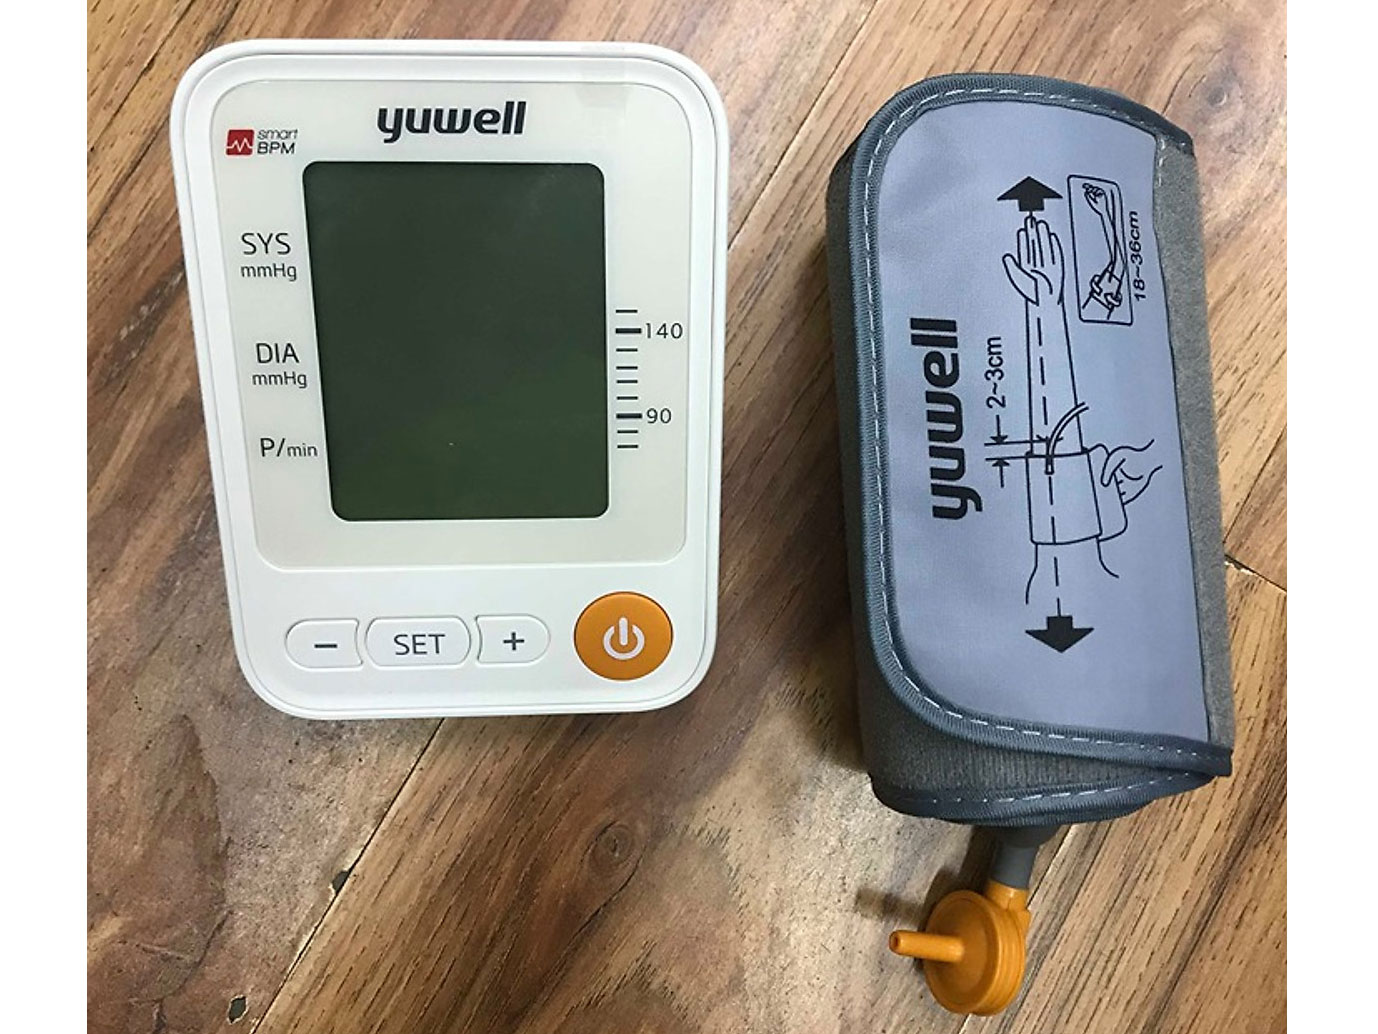 yuwell
smart
BPM
SYS
mmHg
DIA
mmHg
P/min
140
90
−
SET
+
yuwell
2~3cm
18~36cm